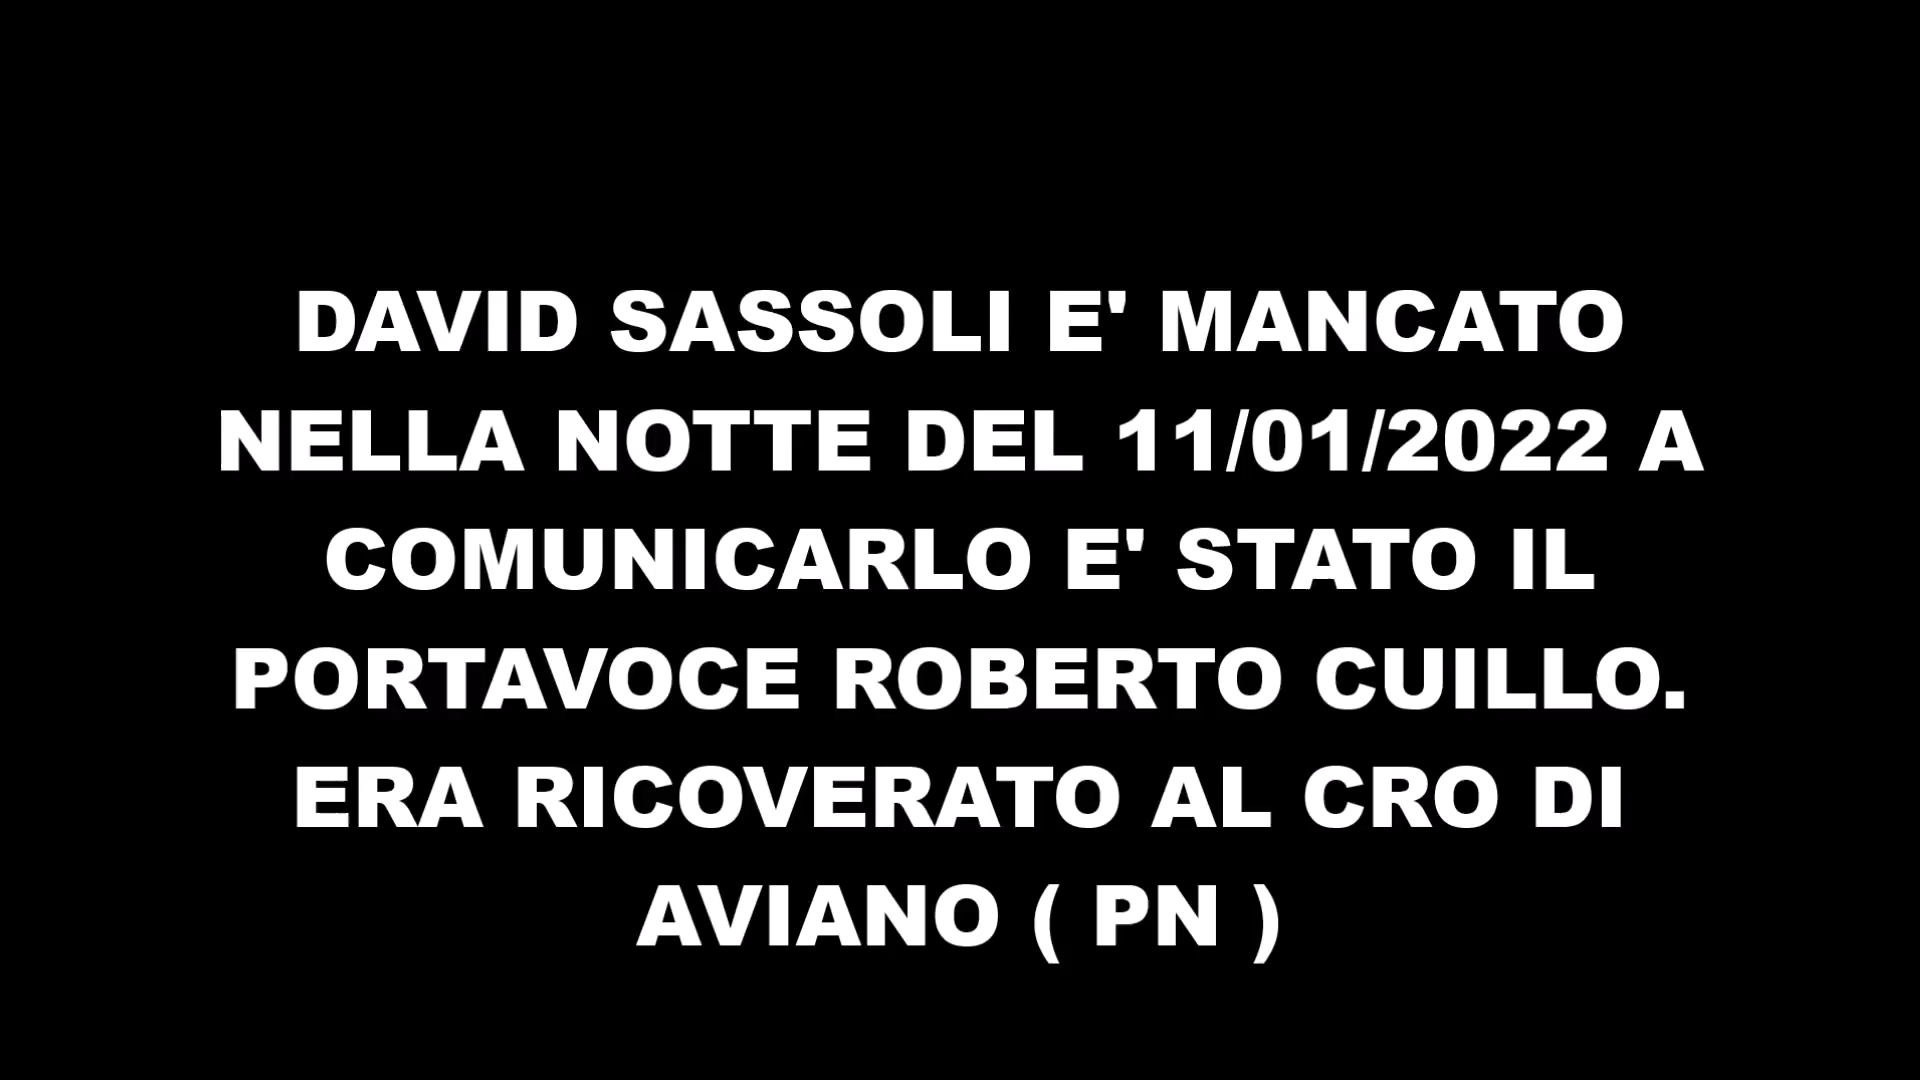 DAVID SASSOLI E' MANCATO
NELLA NOTTE DEL 11/01/2022 A
COMUNICARLO E' STATO IL
PORTAVOCE ROBERTO CUILLO.
ERA RICOVERATO AL CRO DI
AVIANO ( PN )